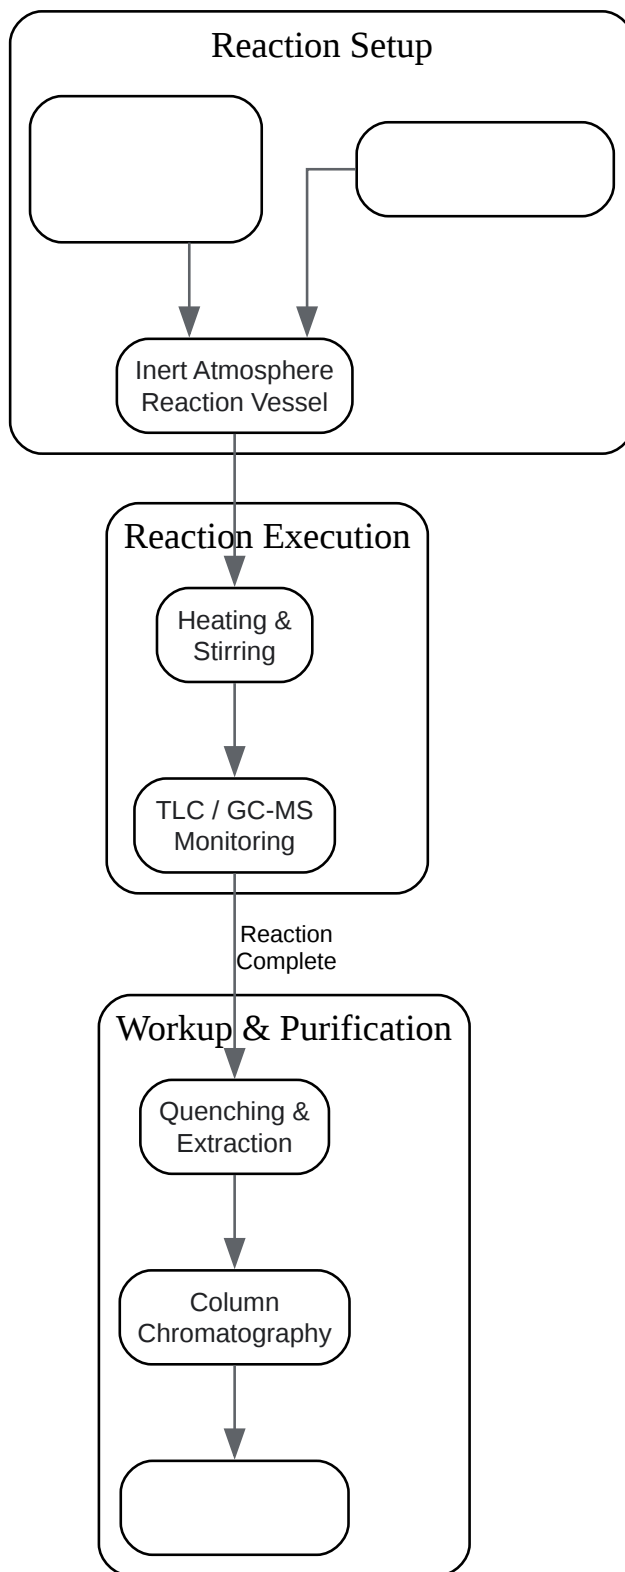 Reaction Setup
Inert Atmosphere
Reaction Vessel
Reaction Execution
Heating &
Stirring
TLC / GC-MS
Monitoring
Reaction
Complete
Workup & Purification
Quenching &
Extraction
Column
Chromatography